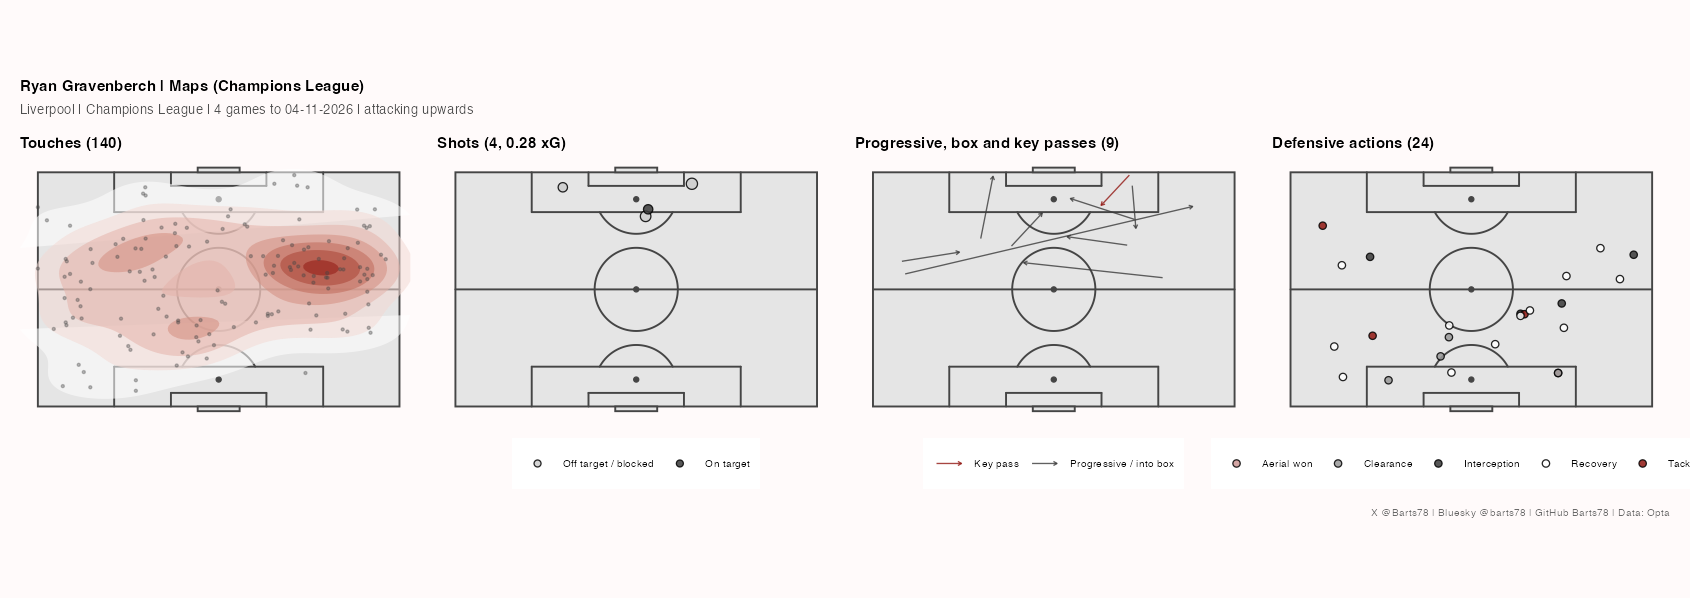 Ryan Gravenberch | Maps (Champions League)
Liverpool | Champions League | 4 games to 04-11-2026 | attacking upwards
Touches (140)
Shots (4, 0.28 xG)
Progressive, box and key passes (9)
Defensive actions (24)
Off target / blocked
On target
Key pass
Progressive / into box
Aerial won
Clearance
Interception
Recovery
Tack
X @Barts78 | Bluesky @barts78 | GitHub Barts78 | Data: Opta